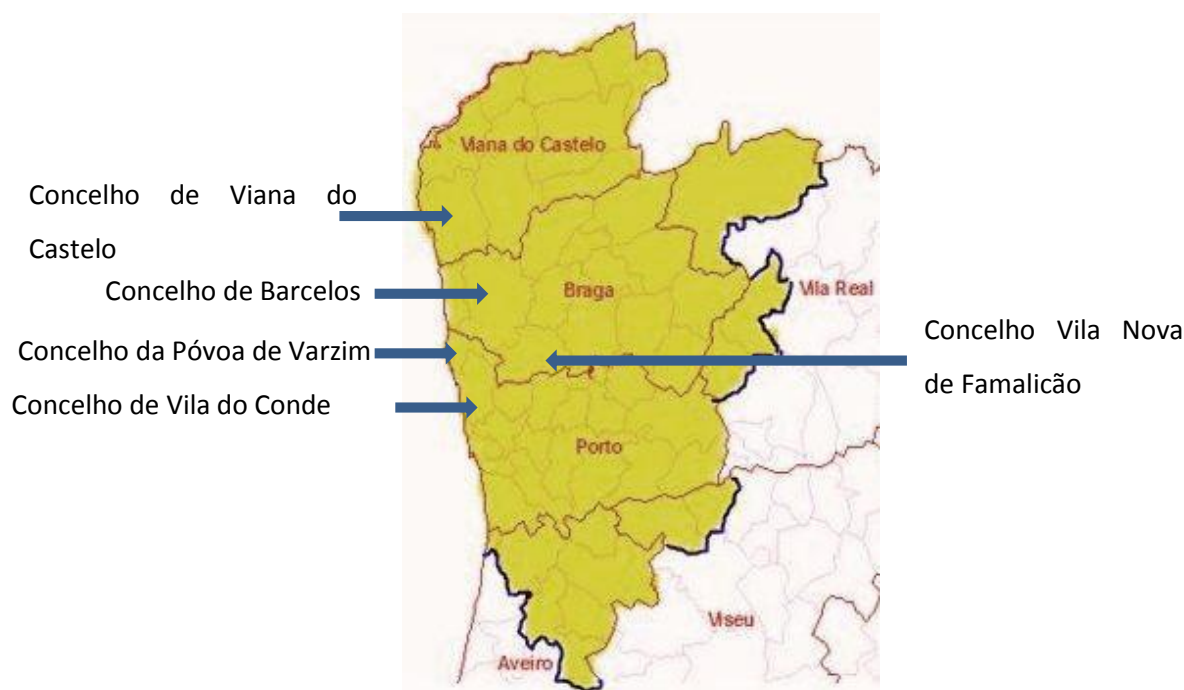 Viana do Castelo
Concelho de Viana do
Castelo
Concelho de Barcelos
Braga
Vila Real
Concelho da Póvoa de Varzim
Concelho Vila Nova
de Famalicão
Concelho de Vila do Conde
Porto
Viseu
Aveiro